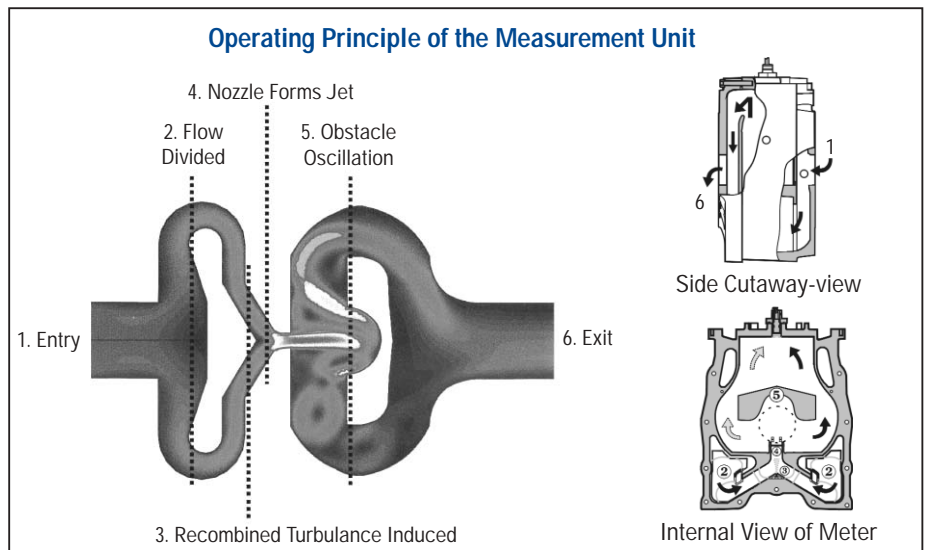 Operating Principle of the Measurement Unit
4. Nozzle Forms Jet
2. Flow
Divided
5. Obstacle
Oscillation
1. Entry
6. Exit
3. Recombined Turbulance Induced
1
6
Side Cutaway-view
5
4
3
2
2
Internal View of Meter